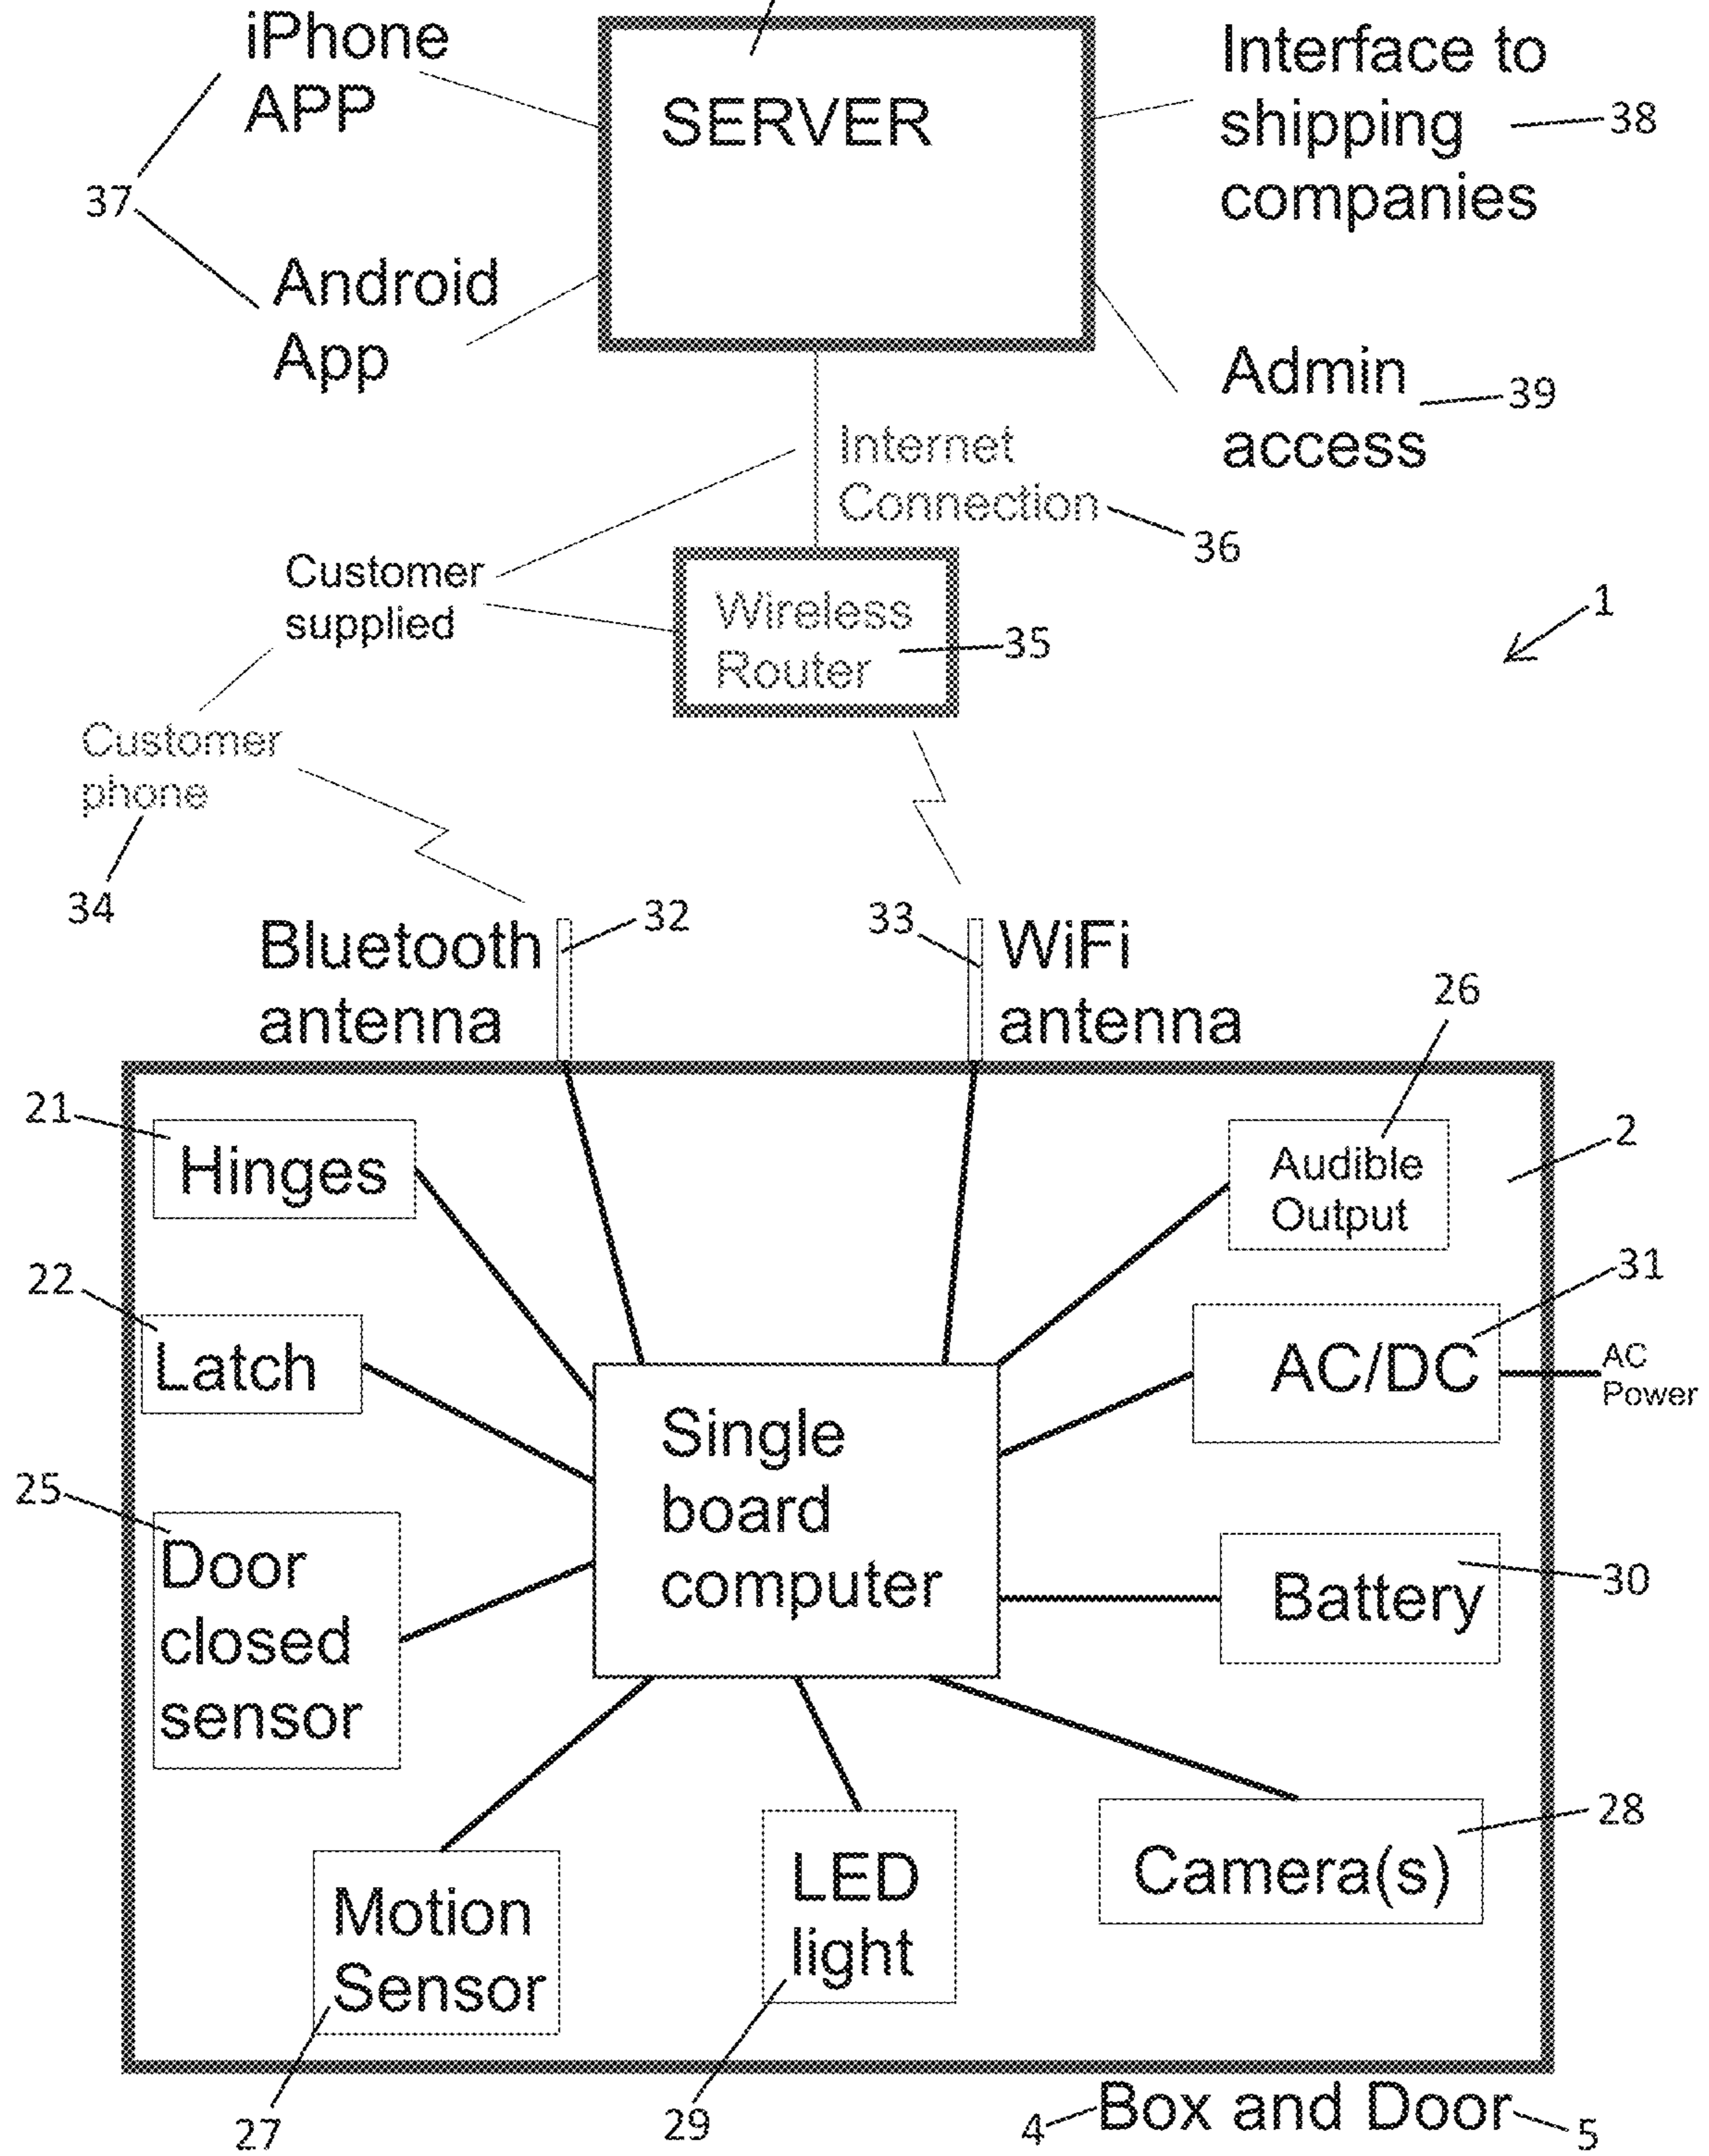 iPhone
APP
37
Android
App
SERVER
Interface to
shipping
companies
38
Admin
access
39
Internet
Connection
36
Customer
supplied
Wireless
Router
35
1
Customer
phone
34
Bluetooth
antenna
32
33
WiFi
antenna
26
21
Hinges
Audible
Output
2
22
Latch
31
AC/DC
AC
Power
Single
board
computer
25
Door
closed
sensor
Battery
30
Motion
Sensor
27
LED
light
29
Camera(s)
28
4
Box and Door
5